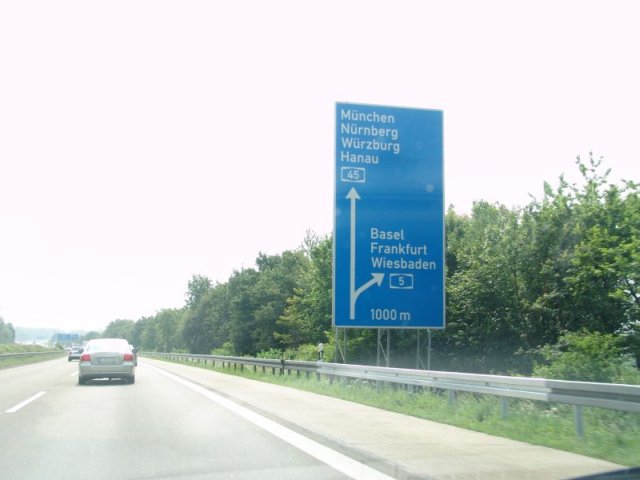 München
Nürnberg
Würzburg
Hanau
45
Basel
Frankfurt
Wiesbaden
5
1000 m